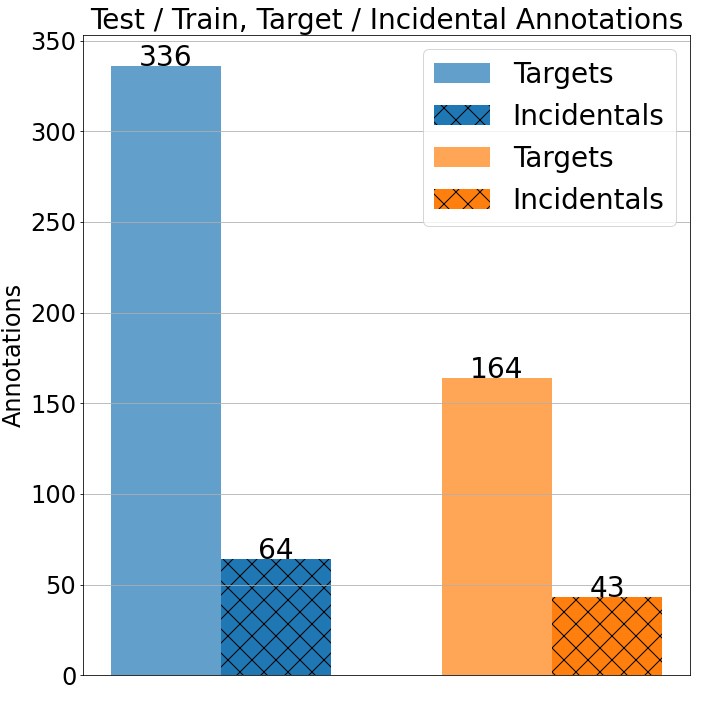 Test / Train, Target / Incidental Annotations
Annotations
350
300
250
200
150
100
50
0
336
64
164
43
Targets
Incidentals
Targets
Incidentals